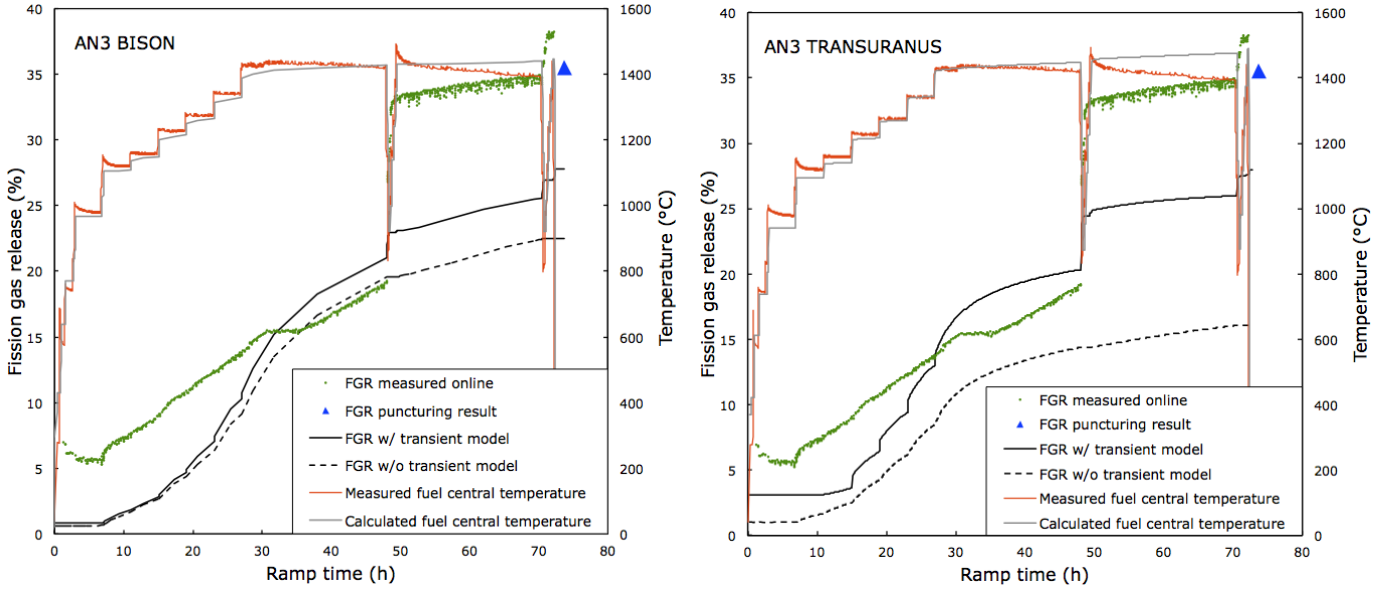 AN3 BISON
Fission gas release (%)
40
35
30
25
20
15
10
5
0
1600
1400
1200
1000
800
600
400
200
0
Temperature (°C)
0 10 20 30 40 50 60 70 80
Ramp time (h)
FGR measured online
FGR puncturing result
FGR w/ transient model
FGR w/o transient model
Measured fuel central temperature
Calculated fuel central temperature
AN3 TRANSURANUS
Fission gas release (%)
40
35
30
25
20
15
10
5
0
1600
1400
1200
1000
800
600
400
200
0
Temperature (°C)
0 10 20 30 40 50 60 70 80
Ramp time (h)
FGR measured online
FGR puncturing result
FGR w/ transient model
FGR w/o transient model
Measured fuel central temperature
Calculated fuel central temperature